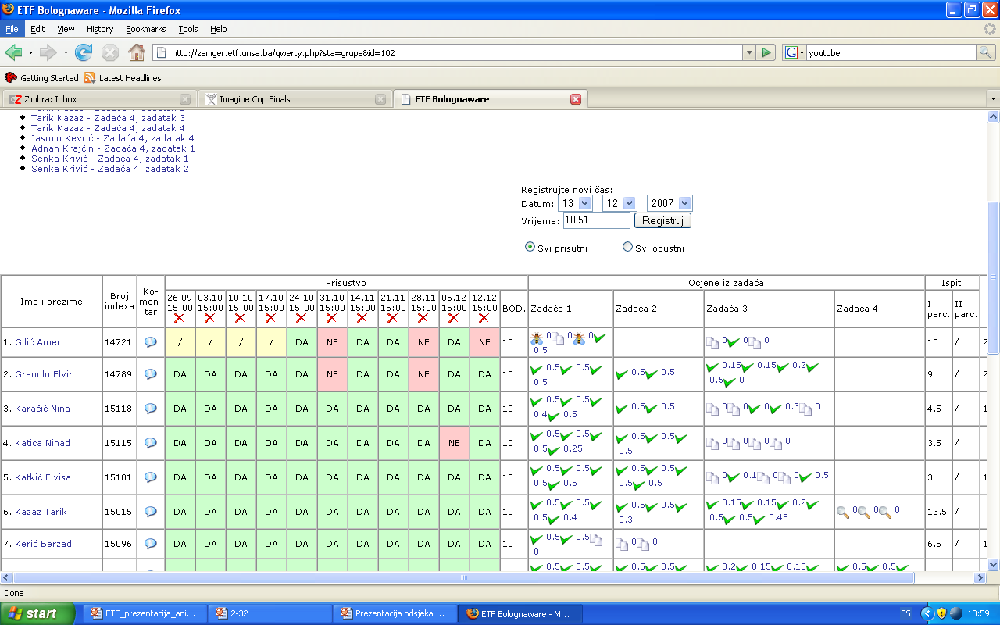 ETF Bolognaware - Mozilla Firefox
File Edit View History Bookmarks Tools Help
http://zamger.etf.unsa.ba/qwerty.php?sta=grupa&id=102
G youtube
Getting Started Latest Headlines
Zimbra: Inbox Imagine Cup Finals ETF Bolognaware
Tarik Kazaz - Zadaća 4, zadatak 3
Tarik Kazaz - Zadaća 4, zadatak 4
Jasmin Kevrić - Zadaća 4, zadatak 4
Adnan Krajčin - Zadaća 4, zadatak 1
Senka Krivić - Zadaća 4, zadatak 1
Senka Krivić - Zadaća 4, zadatak 2
Registrujte novi čas:
Datum: 13 12 2007
Vrijeme: 10:51 Registruj
Svi prisutni Svi odustni
Ime i prezime Broj indexa Ko-men-tar Prisustvo Ocjene iz zadaća Ispiti
26.09 03.10 10.10 17.10 24.10 31.10 14.11 21.11 28.11 05.12 12.12
15:00 15:00 15:00 15:00 15:00 15:00 15:00 15:00 15:00 15:00 15:00
BOD. Zadaća 1 Zadaća 2 Zadaća 3 Zadaća 4 I parc. II parc.
1. Gilić Amer 14721 / / / / DA NE DA DA NE DA NE 10 0 0 0 0.5 0 0 0 10 / 2
2. Granulo Elvir 14789 DA DA DA DA DA NE DA DA NE DA DA 10 0.5 0.5 0.5 0.5 0.5 0.15 0.15 0.2 0.5 0 9 / 2
3. Karačić Nina 15118 DA DA DA DA DA DA DA DA DA DA DA 10 0.5 0.5 0.4 0.5 0.5 0.5 0 0 0 0.3 0 4.5 / 1
4. Katica Nihad 15115 DA DA DA DA DA DA DA DA DA NE DA 10 0.5 0.5 0.5 0.25 0.5 0.5 0.5 0 0 0 0 3.5 /
5. Katkić Elvisa 15101 DA DA DA DA DA DA DA DA DA DA DA 10 0.5 0.5 0.5 0.5 0.5 0.5 0.5 0.5 0 0.1 0 0 0.5 3 / 1
6. Kazaz Tarik 15015 DA DA DA DA DA DA DA DA DA DA DA 10 0.5 0.5 0.5 0.4 0.5 0.5 0.3 0.15 0.15 0.2 0.5 0.5 0.45 0 0 0 13.5 /
7. Kerić Berzad 15096 DA DA DA DA DA DA DA DA DA DA DA 10 0.5 0.5 0 0 0 6.5 / 1
0.5 0.5 0.5 0.5 0.5 0.2 0.15 0.15 0.5 0.5
Done
start ETF_prezentacija_ani... 2-32 Prezentacija odsjeka ... ETF Bolognaware - M... BS 10:59